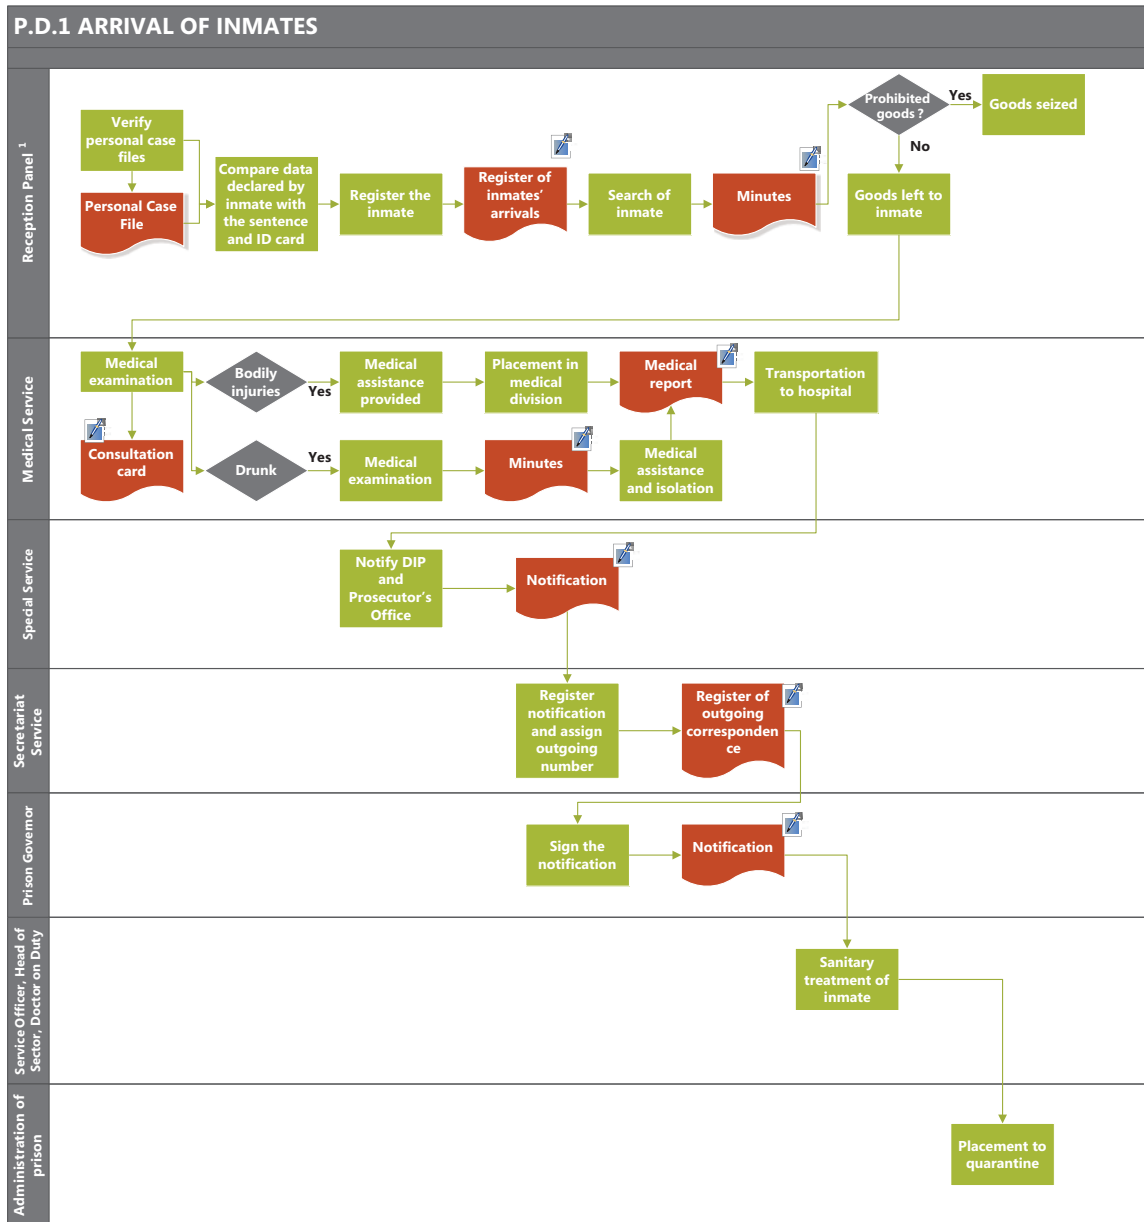 P.D.1 ARRIVAL OF INMATES
Reception Panel 1
Verify
personal case
files
Personal Case
File
Compare data
declared by
inmate with
the sentence
and ID card
Register the
inmate
Register of
inmates'
arrivals
Search of
inmate
Minutes
Prohibited
goods ?
Yes
Goods seized
No
Goods left to
inmate
Medical Service
Medical
examination
Bodily
injuries
Yes
Medical
assistance
provided
Placement in
medical
division
Medical
report
Transportation
to hospital
Consultation
card
Drunk
Yes
Medical
examination
Minutes
Medical
assistance
and isolation
Special Service
Notify DIP
and
Prosecutor's
Office
Notification
Secretariat
Service
Register
notification
and assign
outgoing
number
Register of
outgoing
corresponden
ce
Prison Governor
Sign the
notification
Notification
Service Officer, Head of
Sector, Doctor on Duty
Sanitary
treatment of
inmate
Administration of
prison
Placement to
quarantine